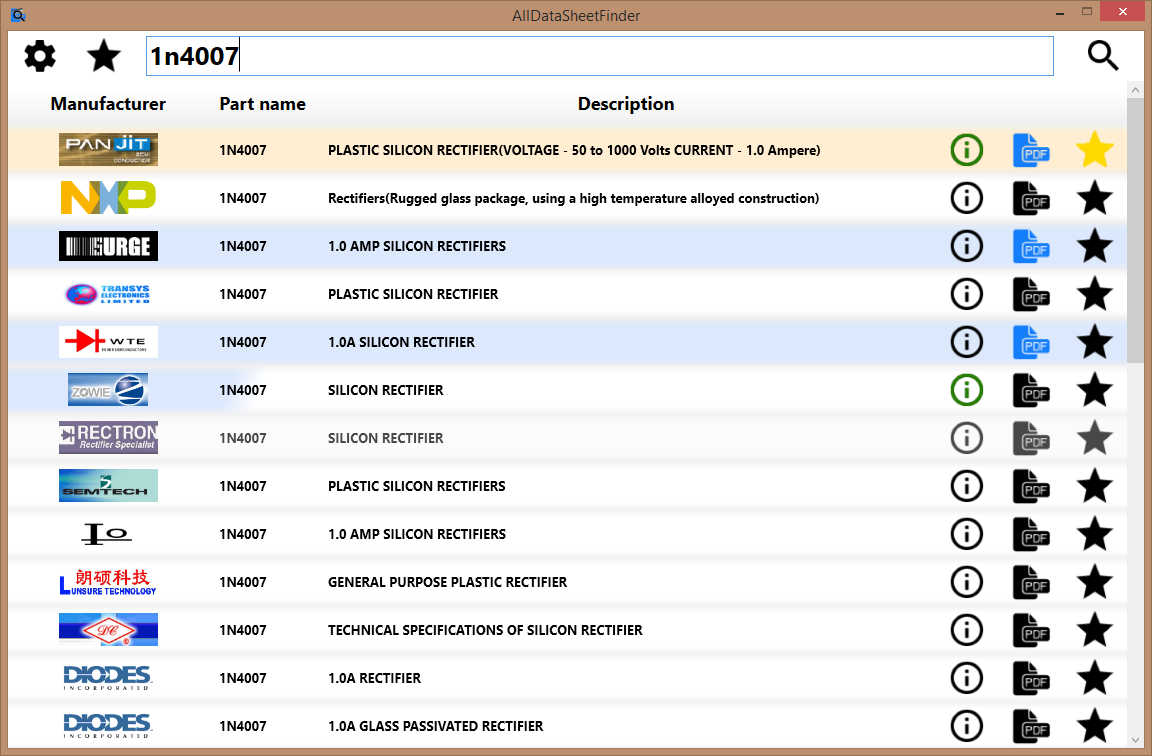 AllDataSheetFinder
1n4007
Manufacturer Part name Description
PANJIT SEMI CONDUCTOR 1N4007 PLASTIC SILICON RECTIFIER(VOLTAGE - 50 to 1000 Volts CURRENT - 1.0 Ampere) PDF
NXP 1N4007 Rectifiers(Rugged glass package, using a high temperature alloyed construction) PDF
SURGE 1N4007 1.0 AMP SILICON RECTIFIERS PDF
TRANSYS ELECTRONICS LIMITED 1N4007 PLASTIC SILICON RECTIFIER PDF
WTE POWER SEMICONDUCTORS 1N4007 1.0A SILICON RECTIFIER PDF
ZOWIE 1N4007 SILICON RECTIFIER PDF
RECTRON Rectifier Specialist 1N4007 SILICON RECTIFIER PDF
SEMTECH 1N4007 PLASTIC SILICON RECTIFIERS PDF
1N4007 1.0 AMP SILICON RECTIFIERS PDF
朗硕科技 LUNSURE TECHNOLOGY 1N4007 GENERAL PURPOSE PLASTIC RECTIFIER PDF
DC ® 1N4007 TECHNICAL SPECIFICATIONS OF SILICON RECTIFIER PDF
DIODES INCORPORATED 1N4007 1.0A RECTIFIER PDF
DIODES INCORPORATED 1N4007 1.0A GLASS PASSIVATED RECTIFIER PDF